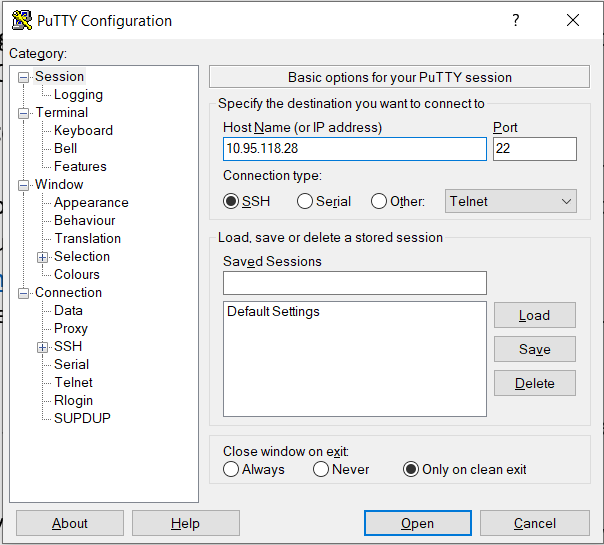 PuTTY Configuration
Category:
Session
Logging
Terminal
Keyboard
Bell
Features
Window
Appearance
Behaviour
Translation
Selection
Colours
Connection
Data
Proxy
SSH
Serial
Telnet
Rlogin
SUPDUP
Basic options for your PuTTY session
Specify the destination you want to connect to
Host Name (or IP address) Port
10.95.118.28 22
Connection type:
SSH Serial Other: Telnet
Load, save or delete a stored session
Saved Sessions
Default Settings
Load
Save
Delete
Close window on exit:
Always Never Only on clean exit
About Help Open Cancel